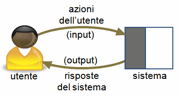 azioni
dell'utente
(input)
(output)
utente
risposte
del sistema
sistema